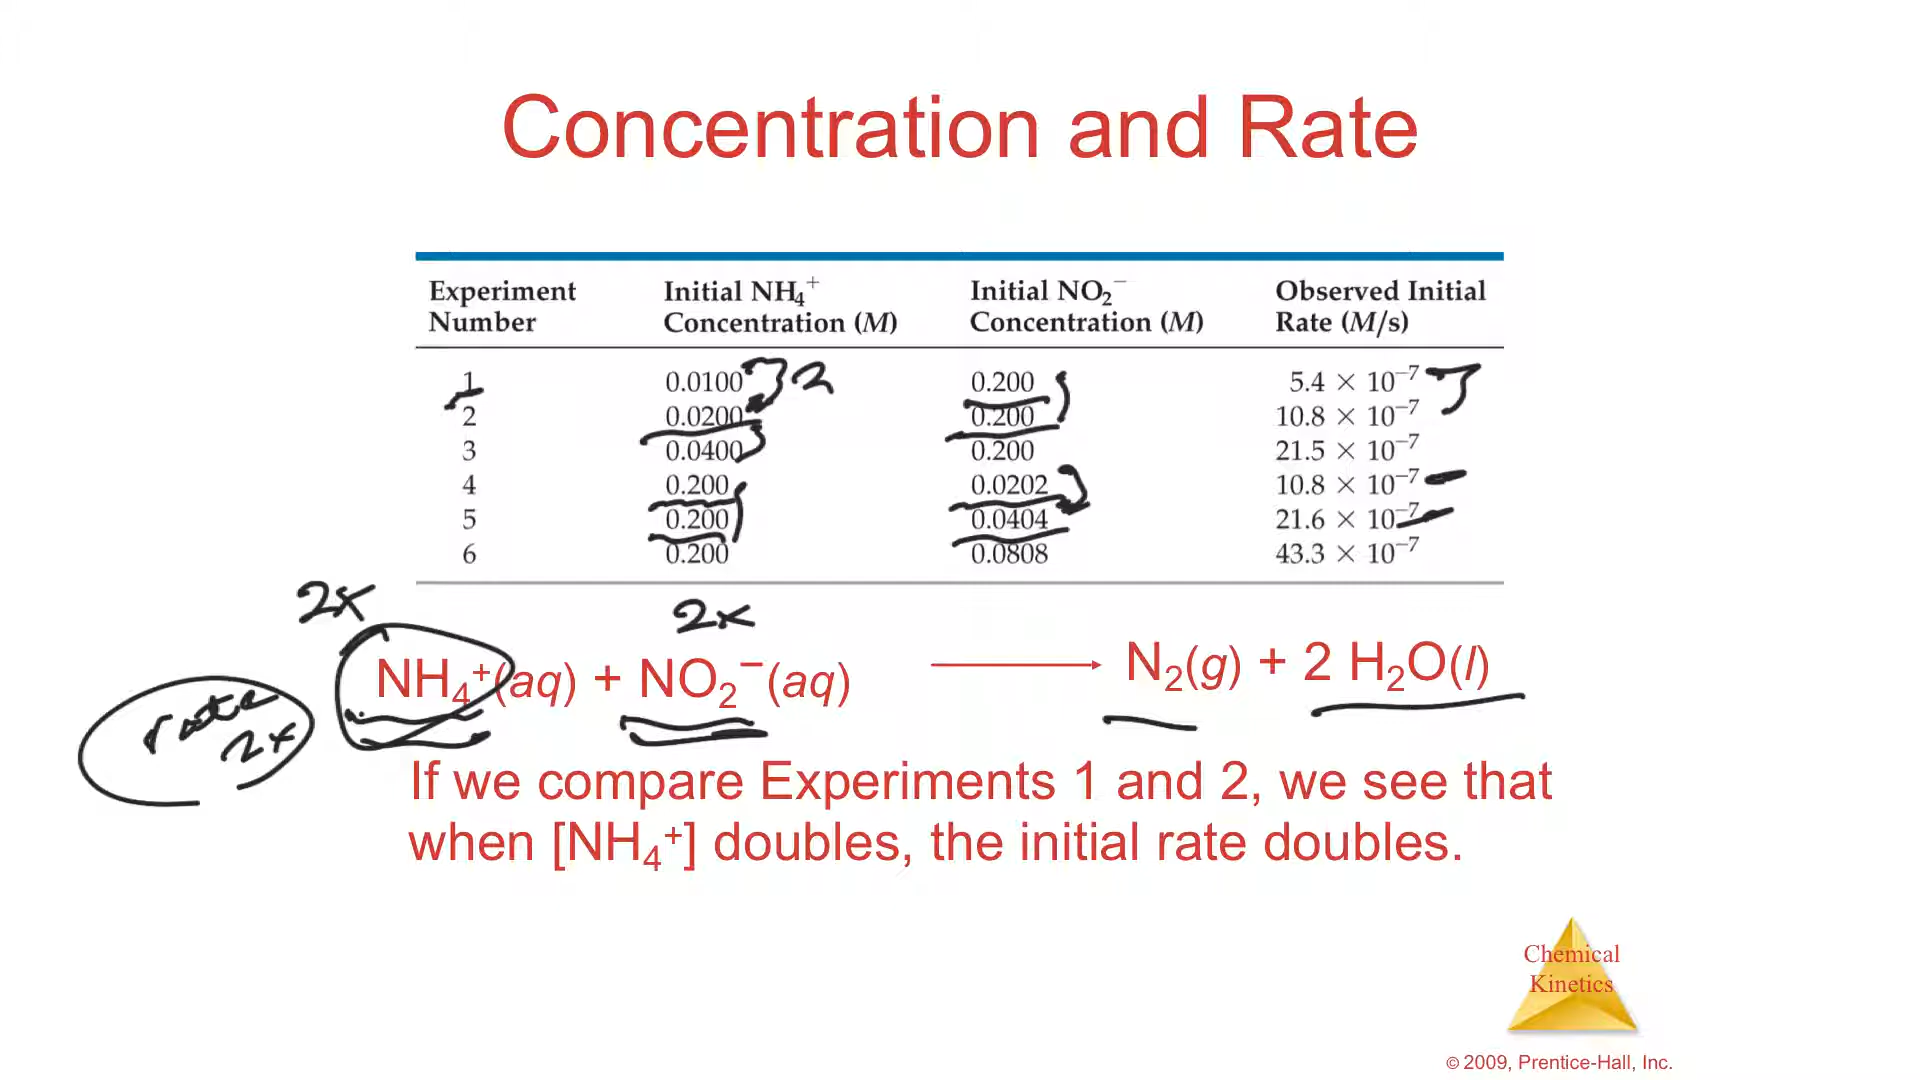 Concentration and Rate
Experiment Number Initial NH₄⁺ Concentration (M) Initial NO₂⁻ Concentration (M) Observed Initial Rate (M/s)
1 0.0100 2 0.200 5.4 × 10⁻⁷
2 0.0200 0.200 10.8 × 10⁻⁷
3 0.0400 0.200 21.5 × 10⁻⁷
4 0.200 0.0202 10.8 × 10⁻⁷
5 0.200 0.0404 21.6 × 10⁻⁷
6 0.200 0.0808 43.3 × 10⁻⁷
2x 2x
NH₄⁺(aq) + NO₂⁻(aq) → N₂(g) + 2 H₂O(l)
rate
2x
If we compare Experiments 1 and 2, we see that
when [NH₄⁺] doubles, the initial rate doubles.
Chemical
Kinetics
© 2009, Prentice-Hall, Inc.